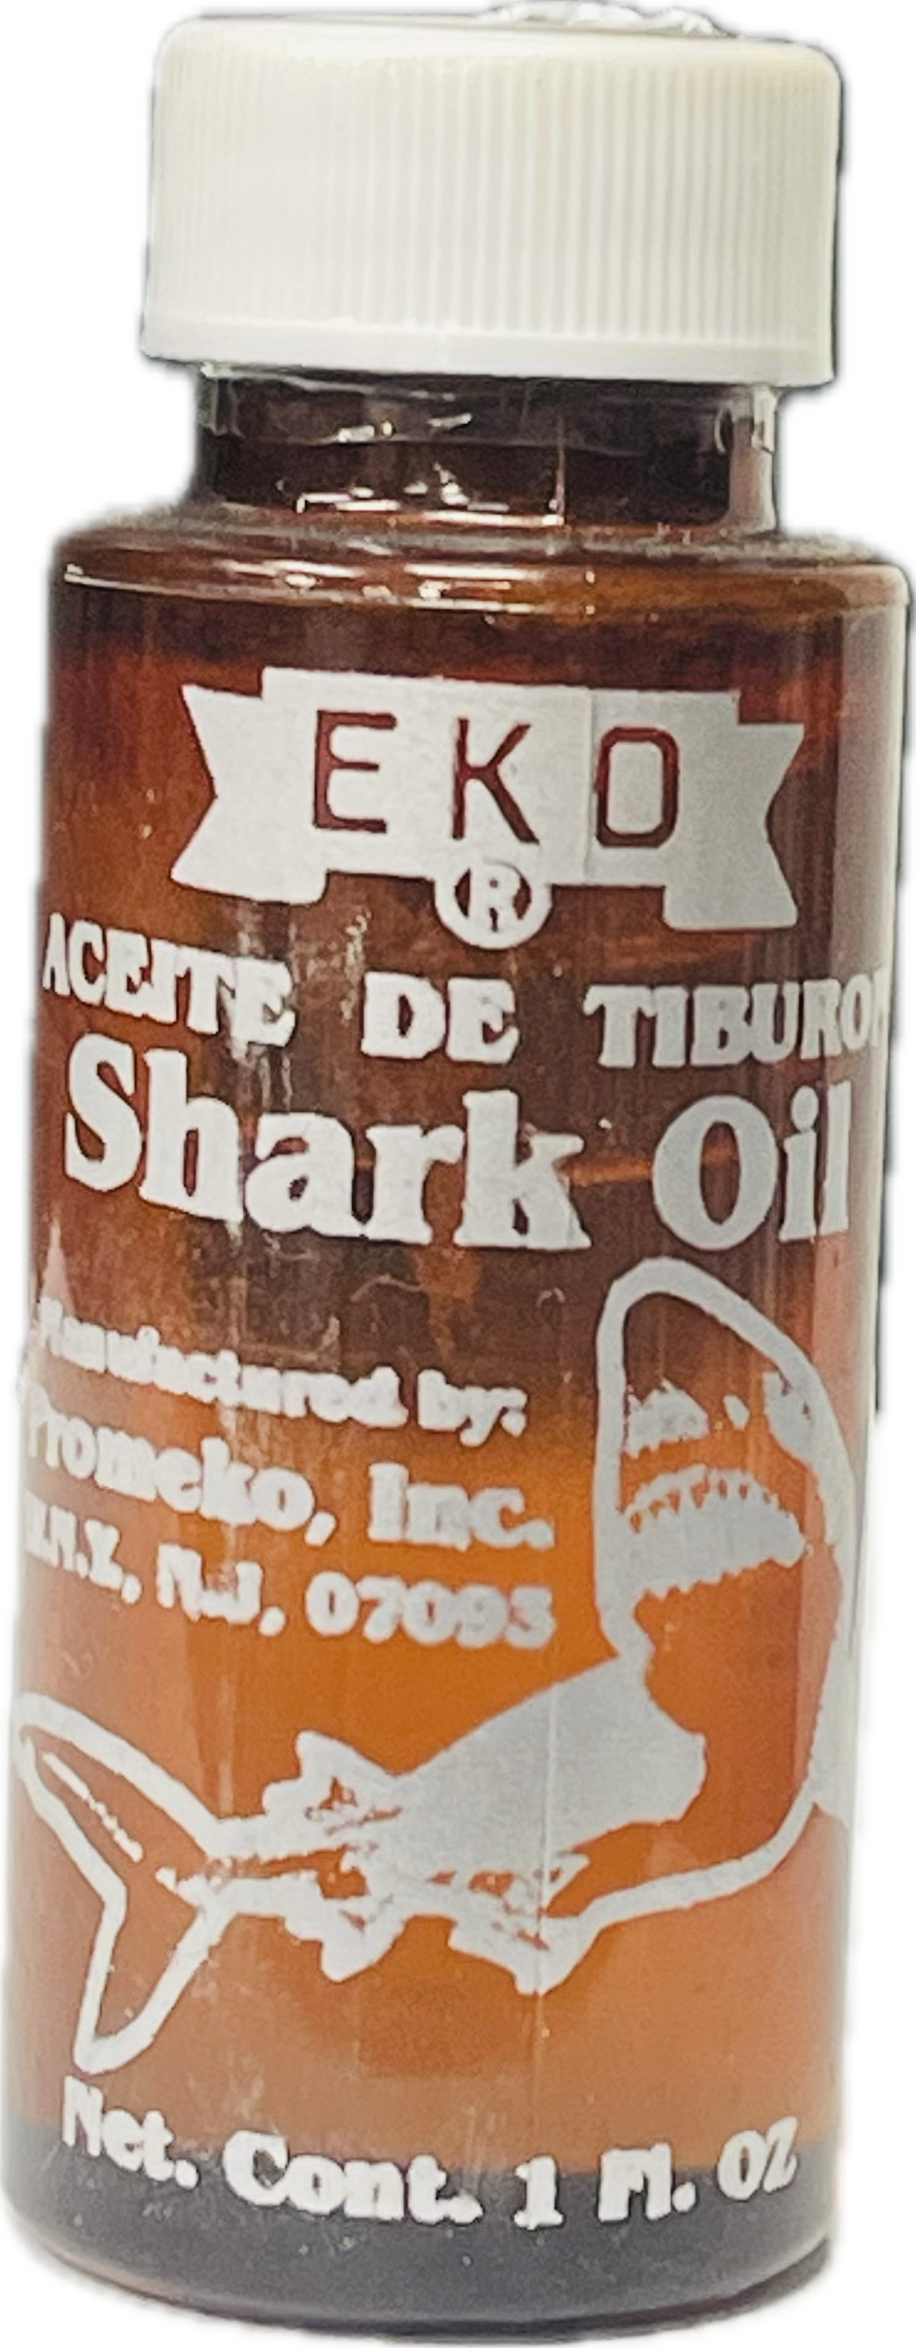 EKO
®
ACEITE DE TIBURON
Shark Oil
Manufactured by:
Promeko, Inc.
W.N.Y., N.J, 07093
Net. Cont. 1 Fl. OZ